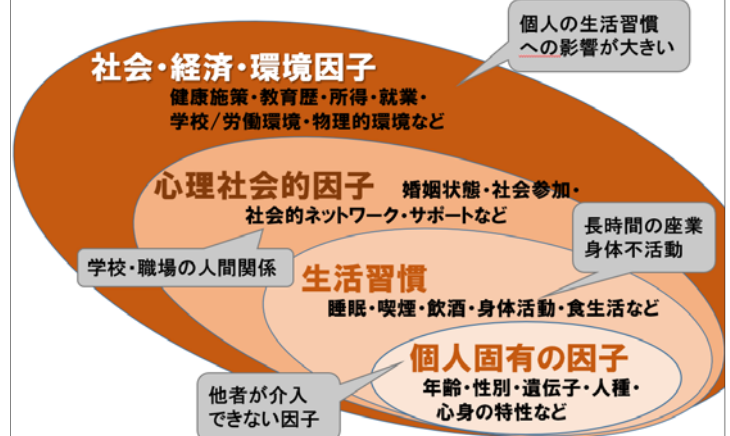 個人の生活習慣
への影響が大きい
社会・経済・環境因子
健康施策・教育歴・所得・就業・
学校/労働環境・物理的環境など
心理社会的因子 婚姻状態・社会参加・
社会的ネットワーク・サポートなど
長時間の座業
身体不活動
学校・職場の人間関係
生活習慣
睡眠・喫煙・飲酒・身体活動・食生活など
個人固有の因子
年齢・性別・遺伝子・人種・
心身の特性など
他者が介入
できない因子